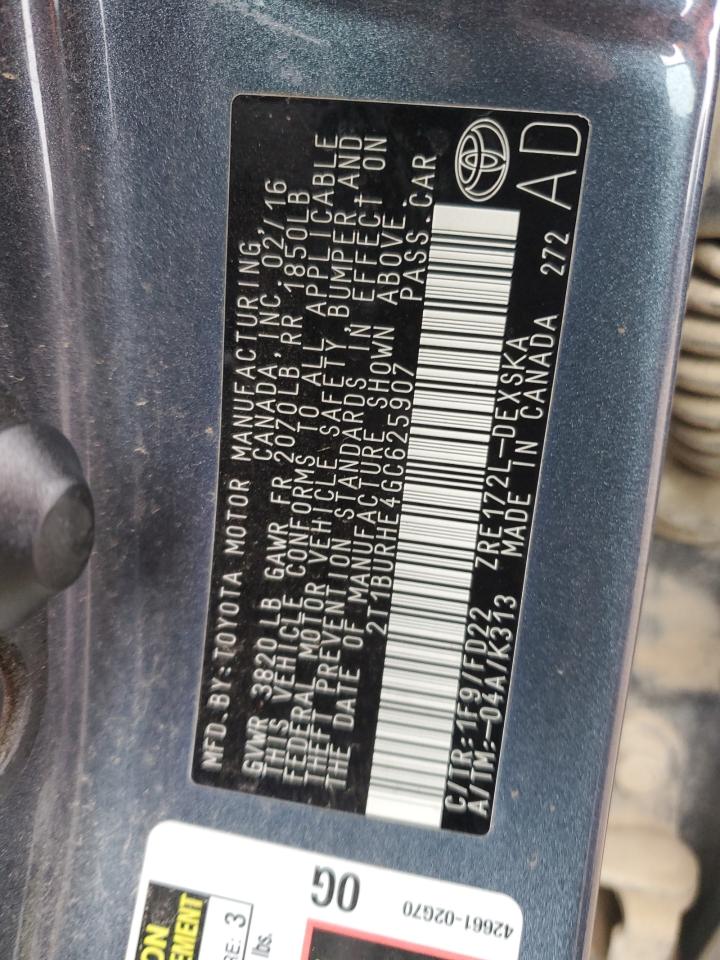 MFD.BY:TOYOTA MOTOR MANUFACTURING
CANADA, INC. 02/16
GVWR 3820LB GAWR FR 2070LB, RR 1850LB
THIS VEHICLE CONFORMS TO ALL APPLICABLE
FEDERAL MOTOR VEHICLE SAFETY, BUMPER, AND
THEFT PREVENTION STANDARDS IN EFFECT ON
THE DATE OF MANUFACTURE SHOWN ABOVE.
2T1BURHE4GC625907 PASS.CAR
C/TR:1F9/FD22 ZRE172L-DEXSKA
A/TM:-04A/K313 MADE IN CANADA 272
AD
0G
42661-02G70
3
lbs.